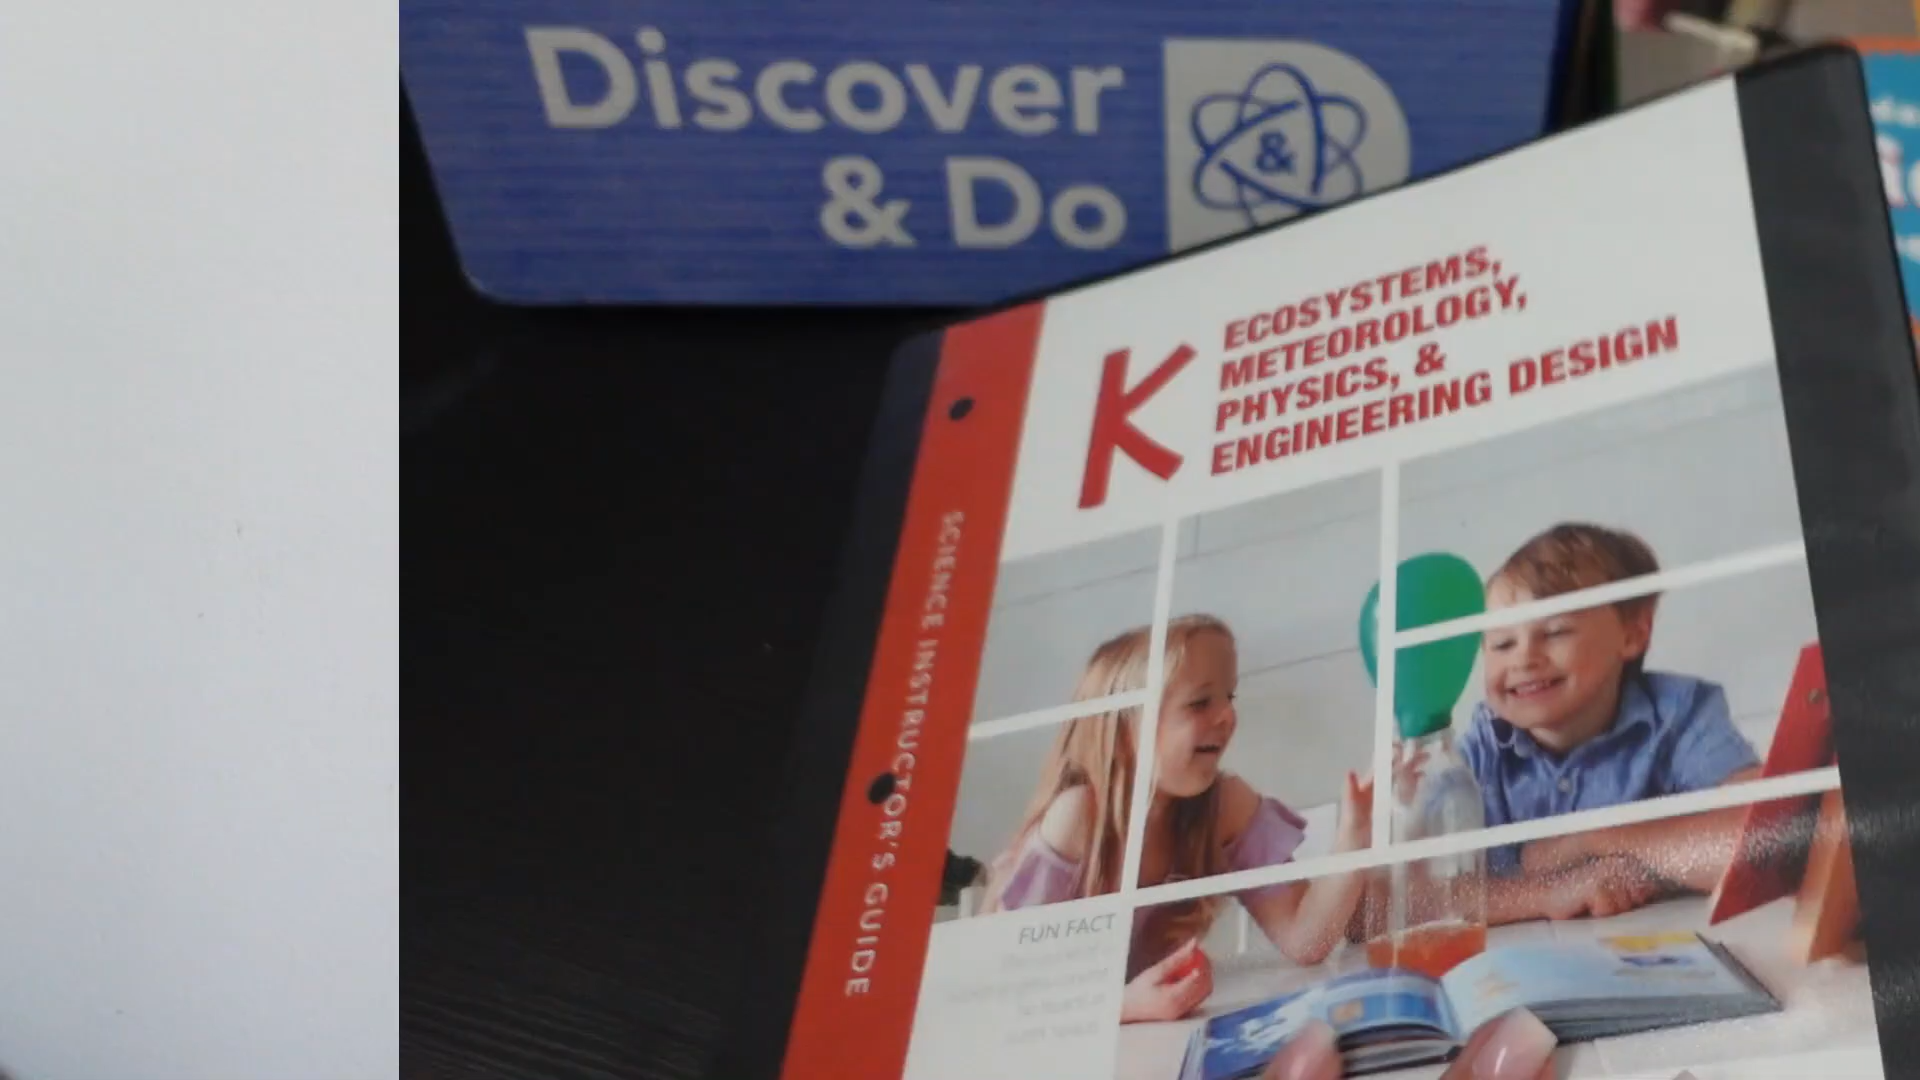 Discover
& Do
&
K
ECOSYSTEMS,
METEOROLOGY,
PHYSICS, &
ENGINEERING DESIGN
SCIENCE INSTRUCTOR'S GUIDE
FUN FACT